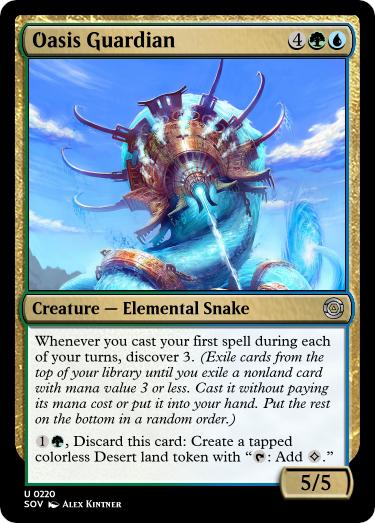 Oasis Guardian 4
Creature — Elemental Snake
Whenever you cast your first spell during each
of your turns, discover 3. (Exile cards from the
top of your library until you exile a nonland card
with mana value 3 or less. Cast it without paying
its mana cost or put it into your hand. Put the rest
on the bottom in a random order.)
1, Discard this card: Create a tapped
colorless Desert land token with “: Add .”
5/5
U 0220
SOV Alex Kintner